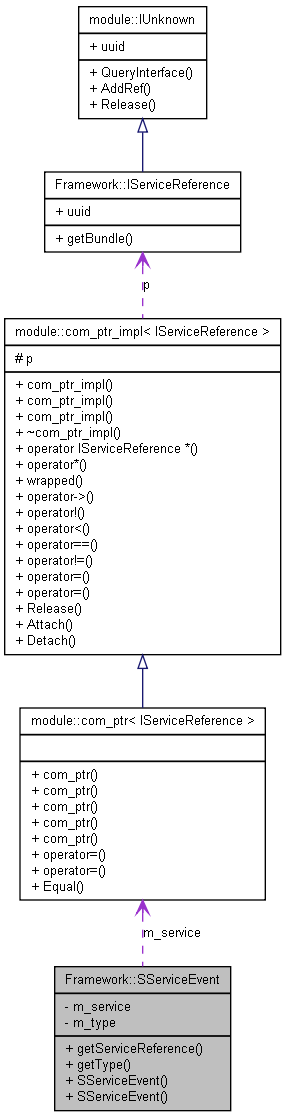 module::IUnknown
+ uuid
+ QueryInterface()
+ AddRef()
+ Release()
Framework::IServiceReference
+ uuid
+ getBundle()
p
module::com_ptr_impl< IServiceReference >
# p
+ com_ptr_impl()
+ com_ptr_impl()
+ com_ptr_impl()
+ ~com_ptr_impl()
+ operator IServiceReference *()
+ operator*()
+ wrapped()
+ operator->()
+ operator!()
+ operator<()
+ operator==()
+ operator!=()
+ operator=()
+ operator=()
+ Release()
+ Attach()
+ Detach()
module::com_ptr< IServiceReference >
+ com_ptr()
+ com_ptr()
+ com_ptr()
+ com_ptr()
+ com_ptr()
+ operator=()
+ operator=()
+ Equal()
m_service
Framework::SServiceEvent
- m_service
- m_type
+ getServiceReference()
+ getType()
+ SServiceEvent()
+ SServiceEvent()